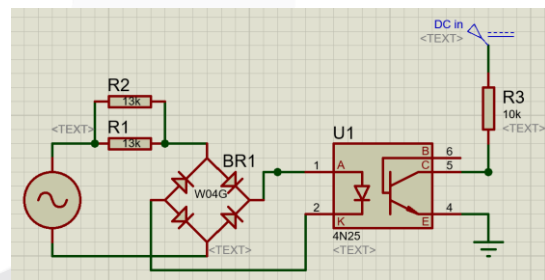 DC in
<TEXT>
R2
13k
<TEXT>
R1
13k
R3
10k
<TEXT>
U1
BR1
W04G
<TEXT>
1
A
2
K
B
6
C
5
E
4
4N25
<TEXT>